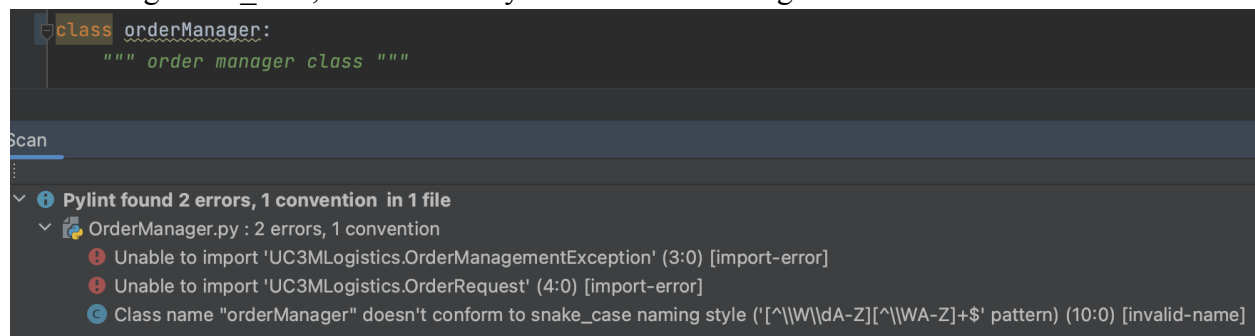 class orderManager:
""" order manager class """
Scan
Pylint found 2 errors, 1 convention in 1 file
OrderManager.py : 2 errors, 1 convention
Unable to import 'UC3MLogistics.OrderManagementException' (3:0) [import-error]
Unable to import 'UC3MLogistics.OrderRequest' (4:0) [import-error]
Class name "orderManager" doesn't conform to snake_case naming style ('[^\\W\\dA-Z][^\\WA-Z]+$' pattern) (10:0) [invalid-name]